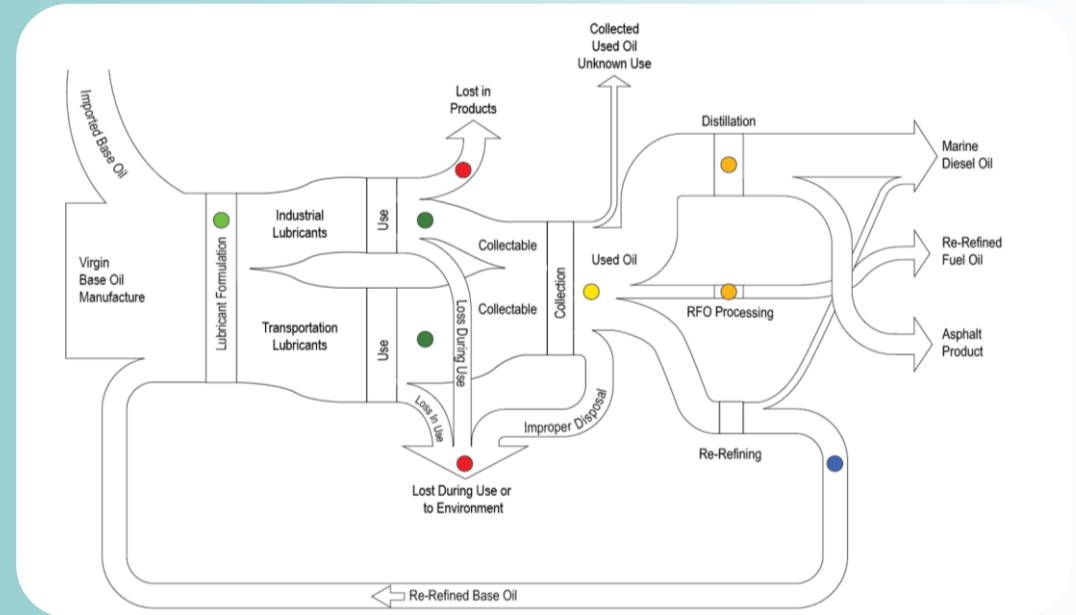 Collected
Used Oil
Unknown Use
Lost in
Products
Imported Base Oil
Distillation
Marine
Diesel Oil
Industrial
Lubricants
Use
Collectable
Used Oil
Re-Refined
Fuel Oil
Virgin
Base Oil
Manufacture
Lubricant Formulation
Collection
RFO Processing
Transportation
Lubricants
Use
Loss During Use
Collectable
Asphalt
Product
Loss In Use
Improper Disposal
Re-Refining
Lost During Use or
to Environment
Re-Refined Base Oil